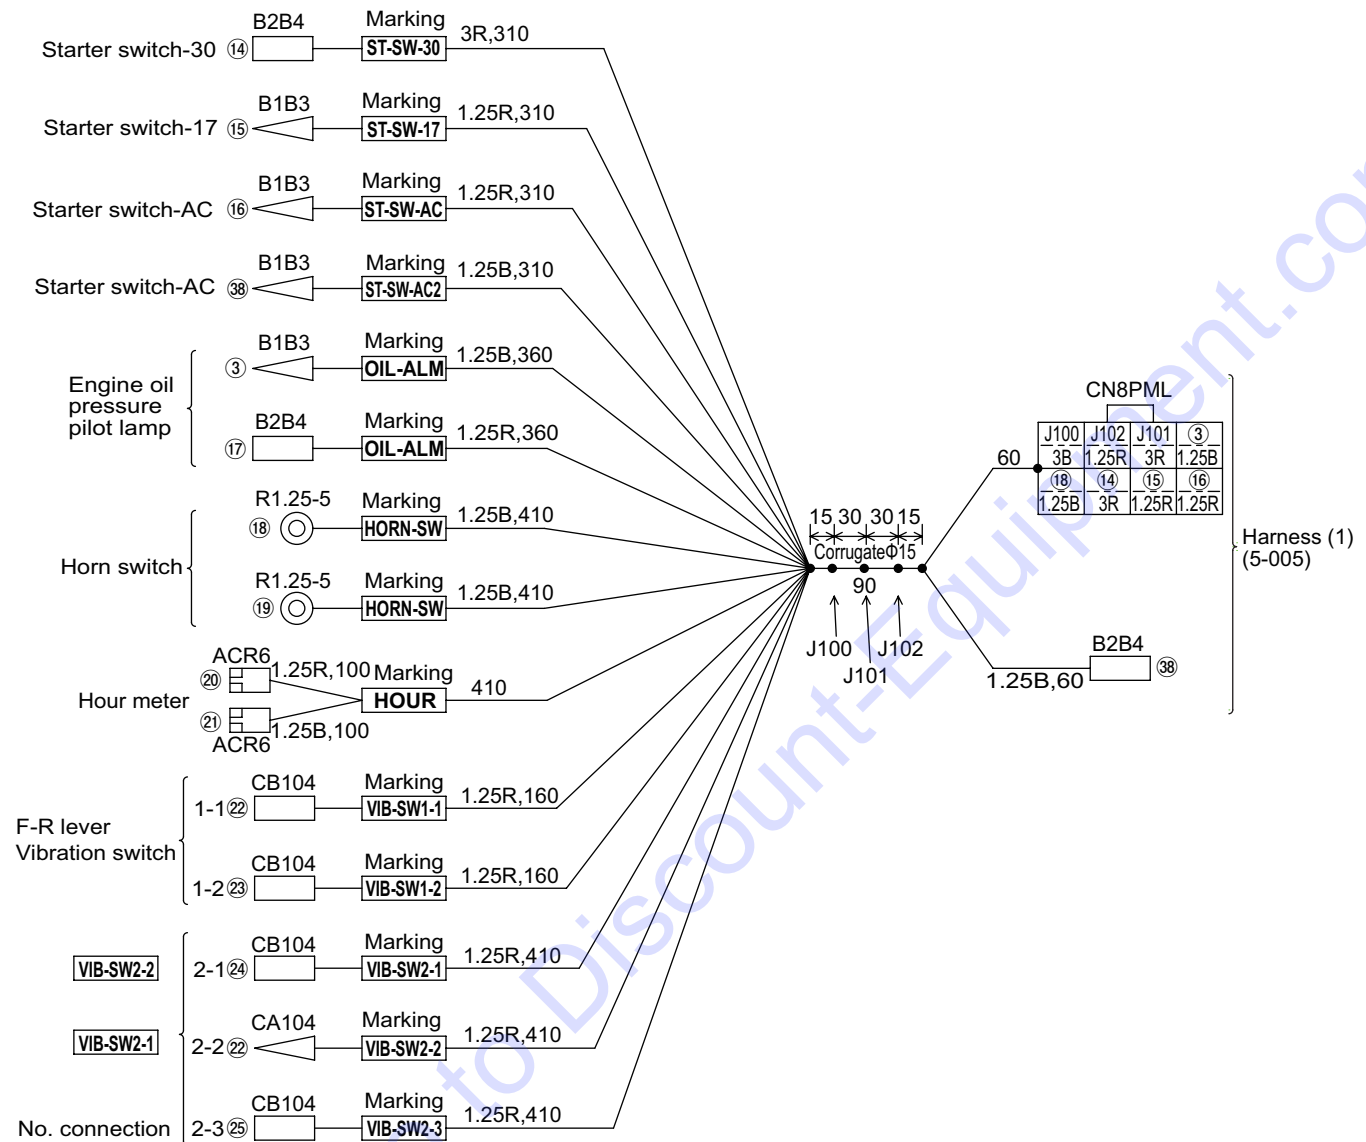 B2B4 Marking
Starter switch-30 ⑭ ST-SW-30 3R,310
B1B3 Marking
Starter switch-17 ⑮ ST-SW-17 1.25R,310
B1B3 Marking
Starter switch-AC ⑯ ST-SW-AC 1.25R,310
B1B3 Marking
Starter switch-AC ㊳ ST-SW-AC2 1.25B,310
B1B3 Marking
③ OIL-ALM 1.25B,360
Engine oil
pressure
pilot lamp
B2B4 Marking
⑰ OIL-ALM 1.25R,360
R1.25-5 Marking
⑱ HORN-SW 1.25B,410
Horn switch
R1.25-5 Marking
⑲ HORN-SW 1.25B,410
ACR6
⑳ 1.25R,100 Marking
Hour meter HOUR 410
㉑ 1.25B,100
ACR6
CB104 Marking
1-1㉒ VIB-SW1-1 1.25R,160
F-R lever
Vibration switch
CB104 Marking
1-2㉓ VIB-SW1-2 1.25R,160
CB104 Marking
VIB-SW2-2 2-1㉔ VIB-SW2-1 1.25R,410
CA104 Marking
VIB-SW2-1 2-2㉒ VIB-SW2-2 1.25R,410
CB104 Marking
No. connection 2-3㉕ VIB-SW2-3 1.25R,410
15 30 30 15
CorrugateΦ15
90
J100 J102
J101
CN8PML
60
J100 J102 J101 ③
3B 1.25R 3R 1.25B
⑱ ⑭ ⑮ ⑯
1.25B 3R 1.25R 1.25R
Harness (1)
(5-005)
B2B4
㊳
1.25B,60
to Discount-Equipment.co